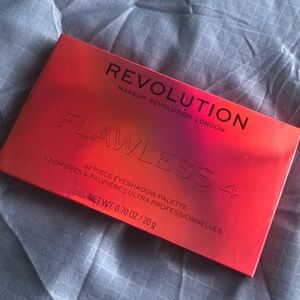 REVOLUTION
MAKEUP REVOLUTION LONDON
FLAWLESS 4
32 PIECE EYESHADOW PALETTE
32 OMBRES À PAUPIÈRES ULTRA PROFESSIONNELLES
NET WT 0.70 OZ / 20 g